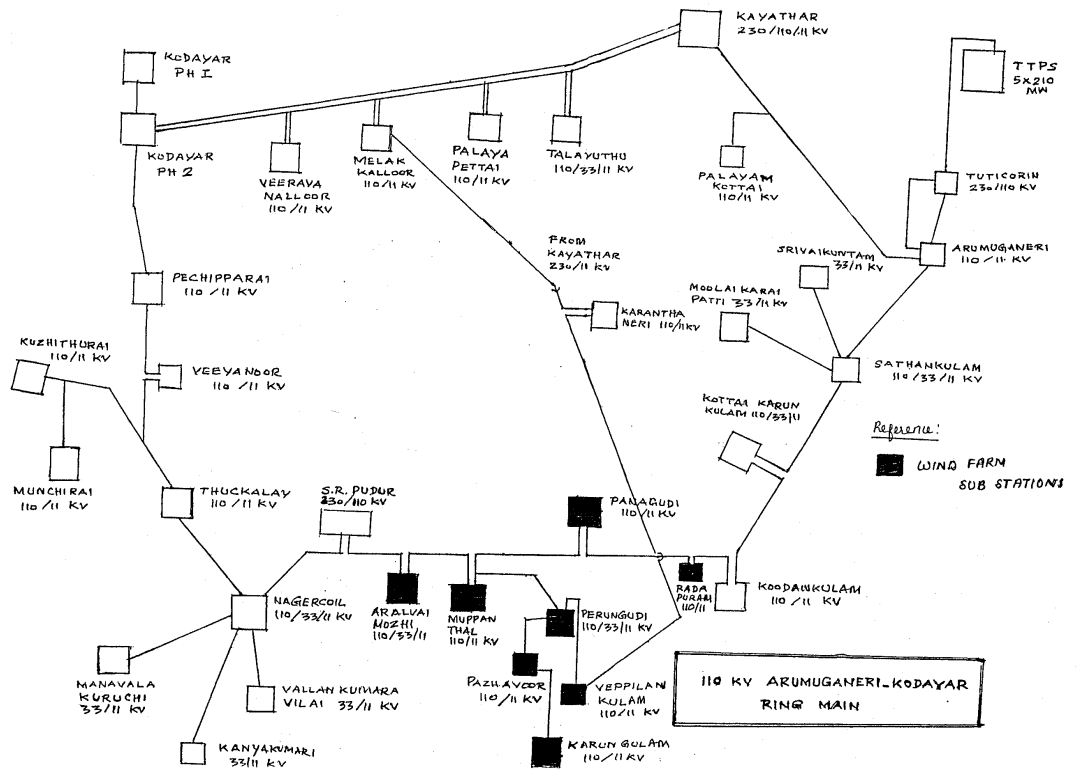 KAYATHAR
230/110/11 KV
KODAYAR
PH I
TTPS
5X210
MW
KODAYAR
PH 2
VEERAVA
NALLOOR
110/11 KV
MELAK
KALLOOR
110/11 KV
PALAYA
PETTAI
110/11 KV
TALAYUTHU
110/33/11 KV
PALAYAM
KOTTAI
110/11 KV
TUTICORIN
230/110 KV
FROM
KAYATHAR
230/11 KV
SRIVAIKUNTAM
33/11 KV
ARUMUGANERI
110/11 KV
PECHIPPARAI
110/11 KV
MOOLAI KARAI
PATTI 33/11 KV
KARANTHA
NERI 110/11KV
KUZHITHURAI
110/11 KV
VEEYANOOR
110/11 KV
SATHANKULAM
110/33/11 KV
KOTTAI KARUN
KULAM 110/33/11
Reference:
WIND FARM
SUB STATIONS
MUNCHIRAI
110/11 KV
THUCKALAY
110/11 KV
S.R. PUDUR
230/110 KV
PANAGUDI
110/11 KV
RADA
PURAM
110/11
KOODANKULAM
110/11 KV
NAGERCOIL
110/33/11 KV
ARALVAI
MOZHI
110/33/11
MUPPAN
THAL
110/11 KV
PERUNGUDI
110/33/11 KV
PAZHAVOOR
110/11 KV
VEPPILAN
KULAM
110/11 KV
MANAVALA
KURUCHI
33/11 KV
VALLAN KUMARA
VILAI 33/11 KV
KANYAKUMARI
33/11 KV
KARUNGULAM
110/11 KV
110 KV ARUMUGANERI-KODAYAR
RING MAIN